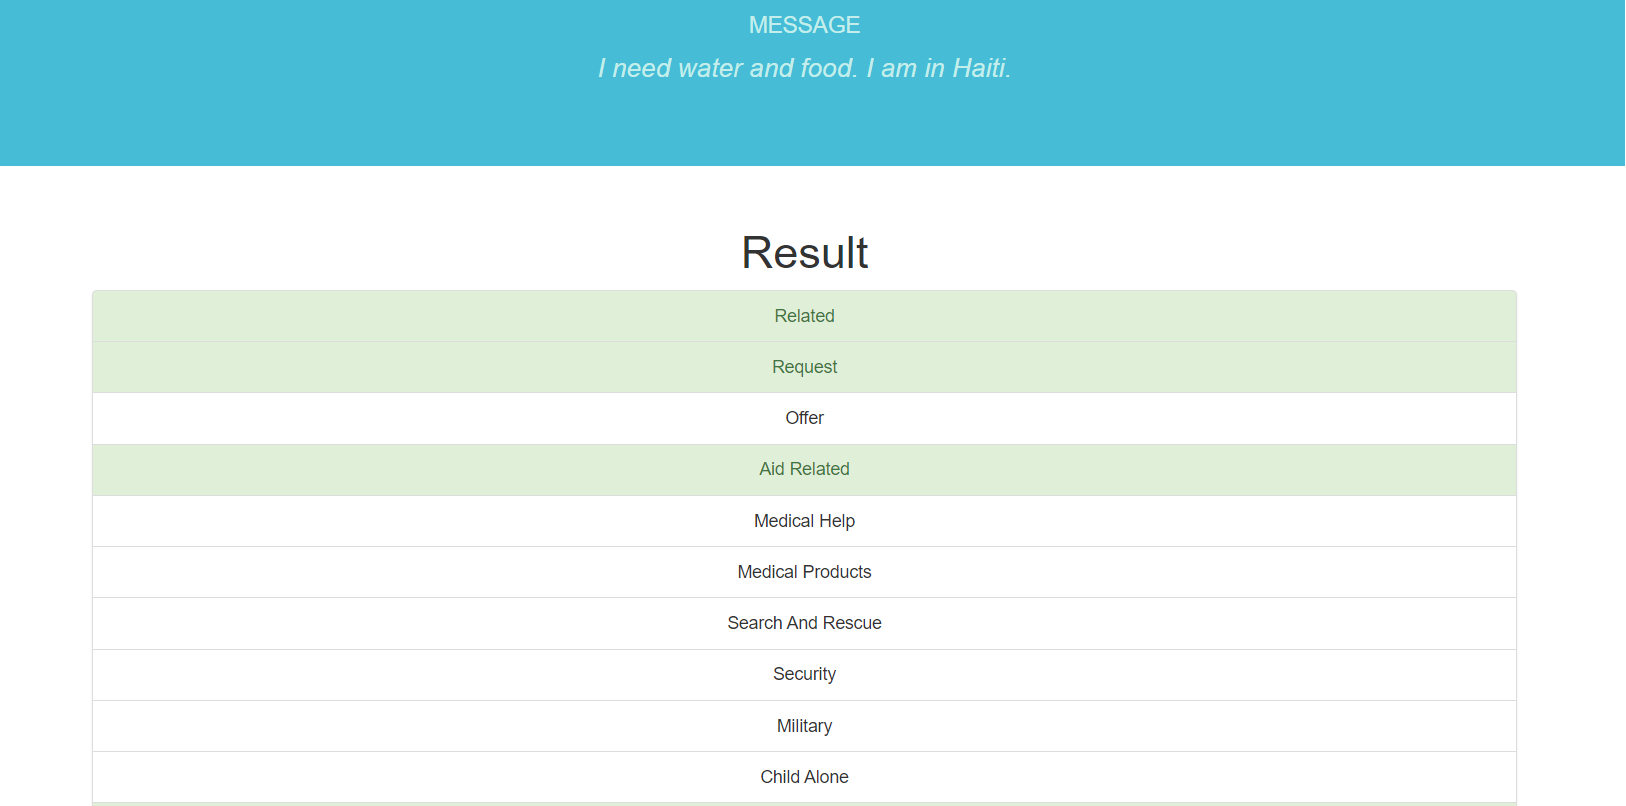 MESSAGE
I need water and food. I am in Haiti.
Result
Related
Request
Offer
Aid Related
Medical Help
Medical Products
Search And Rescue
Security
Military
Child Alone